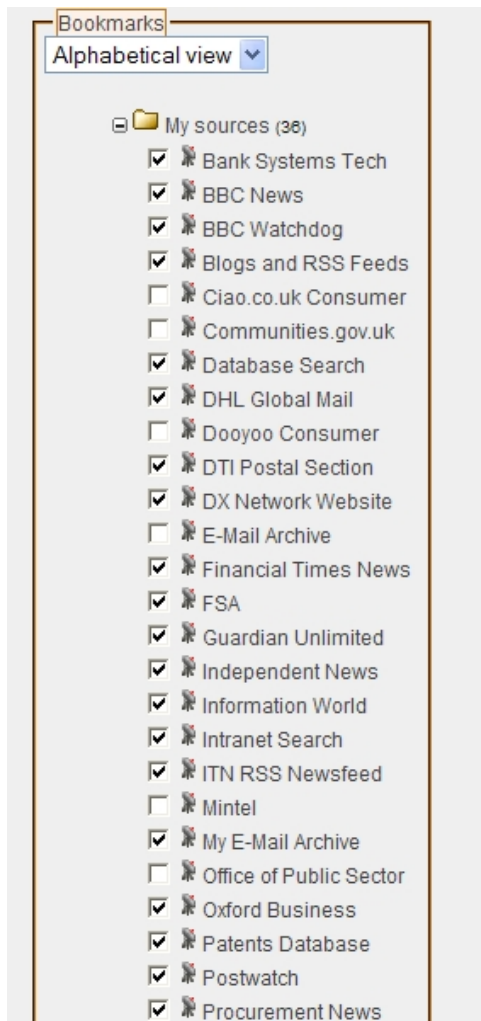 Bookmarks
Alphabetical view
My sources (36)
Bank Systems Tech
BBC News
BBC Watchdog
Blogs and RSS Feeds
Ciao.co.uk Consumer
Communities.gov.uk
Database Search
DHL Global Mail
Dooyoo Consumer
DTI Postal Section
DX Network Website
E-Mail Archive
Financial Times News
FSA
Guardian Unlimited
Independent News
Information World
Intranet Search
ITN RSS Newsfeed
Mintel
My E-Mail Archive
Office of Public Sector
Oxford Business
Patents Database
Postwatch
Procurement News